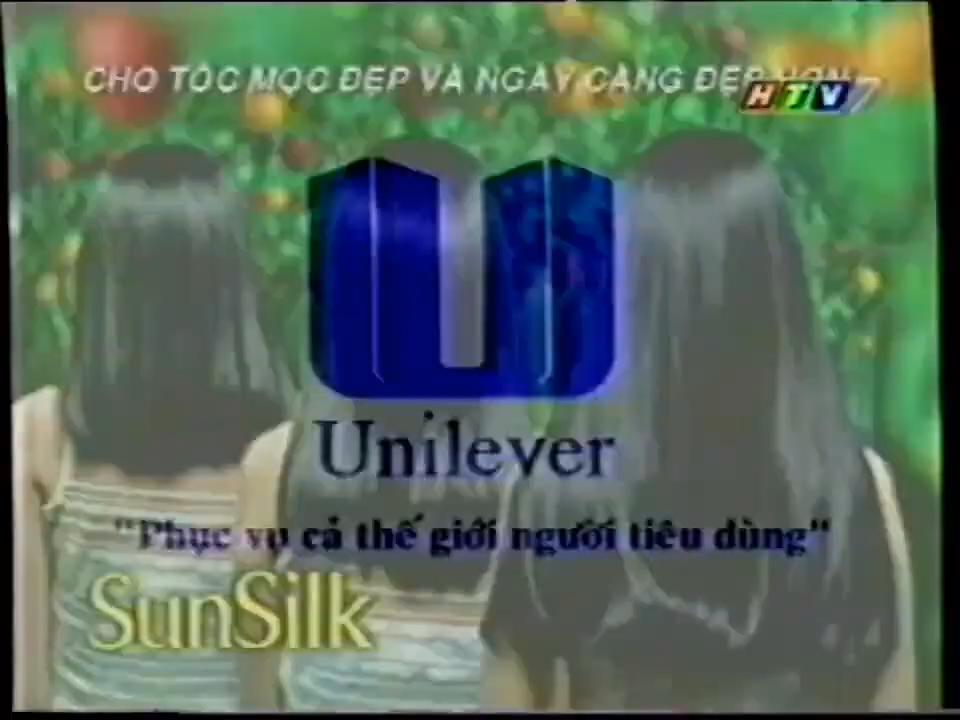 CHO TÓC MỌC ĐẸP VÀ NGÀY CÀNG ĐẸP HƠN
HTV7
Unilever
"Phục vụ cả thế giới người tiêu dùng"
SunSilk